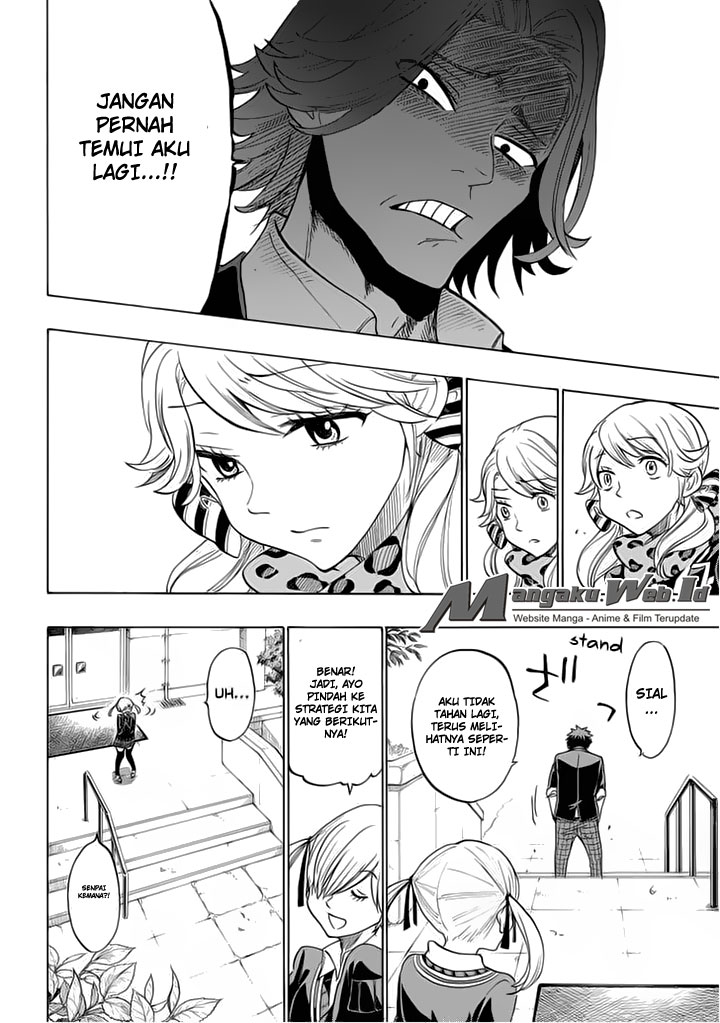 JANGAN
PERNAH
TEMUI AKU
LAGI...!!
Mangaku.Web.Id
Website Manga - Anime & Film Terupdate
stand
SIAL
...
AKU TIDAK
TAHAN LAGI,
TERUS MELI-
HATNYA SEPER-
TI INI!
BENAR!
JADI, AYO
PINDAH KE
STRATEGI KITA
YANG BERIKUT-
NYA!
UH...
SENPAI
KEMANA?!